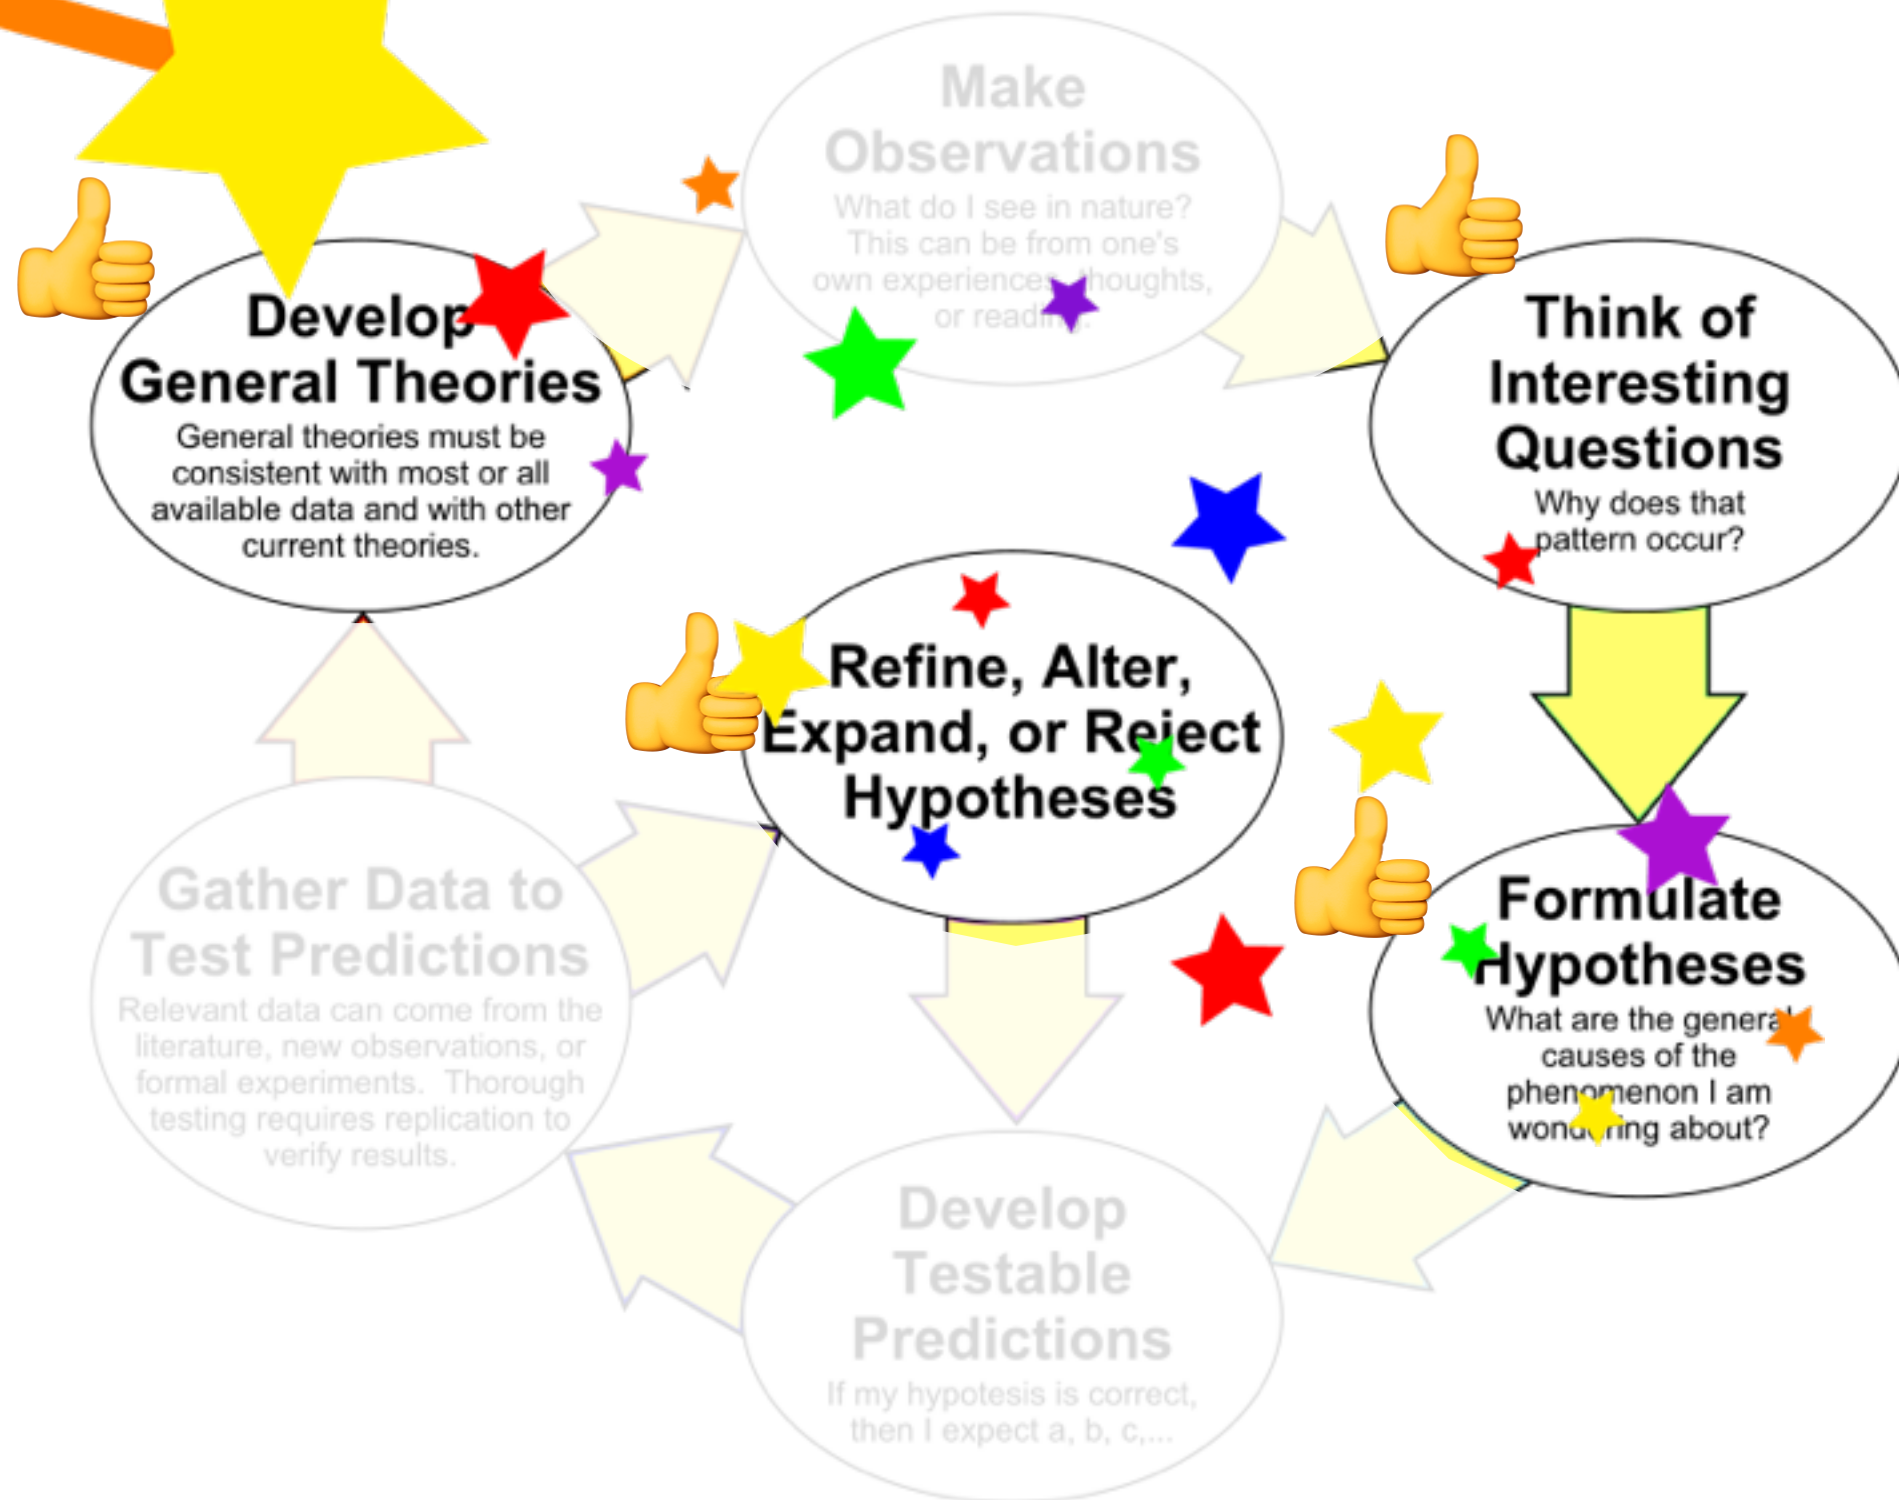 Make
Observations
What do I see in nature?
This can be from one's
own experiences, thoughts,
or reading.
Think of
Interesting
Questions
Why does that
pattern occur?
Formulate
Hypotheses
What are the general
causes of the
phenomenon I am
wondering about?
Develop
Testable
Predictions
If my hypotesis is correct,
then I expect a, b, c,...
Gather Data to
Test Predictions
Relevant data can come from the
literature, new observations, or
formal experiments.  Thorough
testing requires replication to
verify results.
Refine, Alter,
Expand, or Reject
Hypotheses
Develop
General Theories
General theories must be
consistent with most or all
available data and with other
current theories.